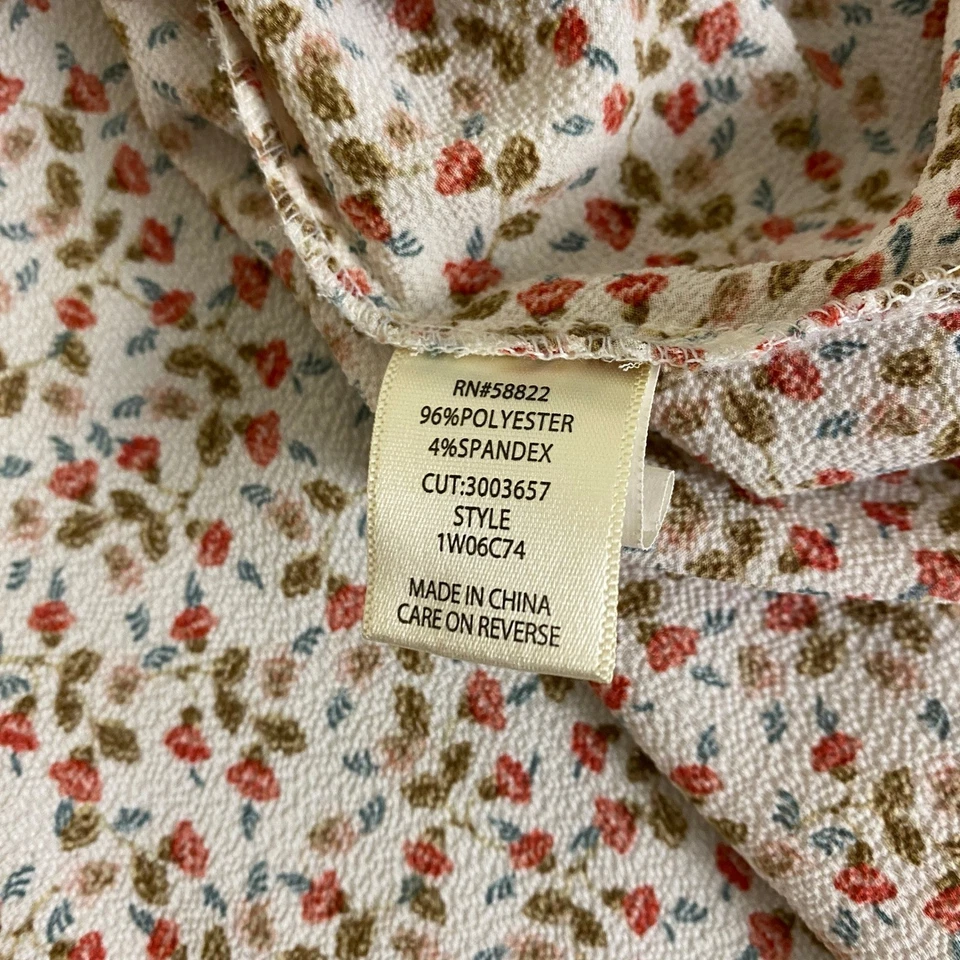 RN#58822
96%POLYESTER
4%SPANDEX
CUT:3003657
STYLE
1W06C74
MADE IN CHINA
CARE ON REVERSE